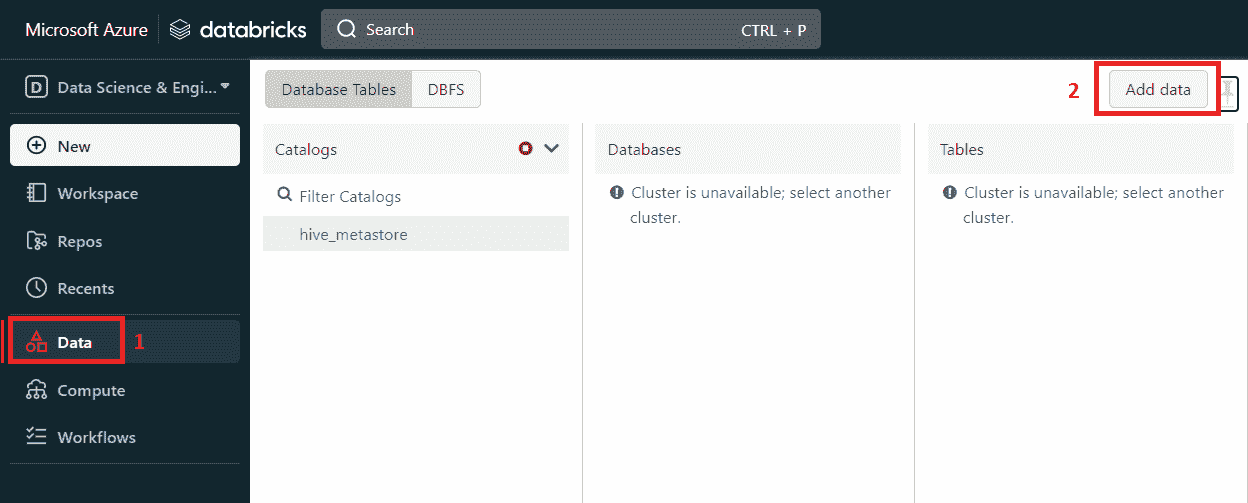 Microsoft Azure databricks Search CTRL + P
D Data Science & Engi...
New
Workspace
Repos
Recents
Data 1
Compute
Workflows
Database Tables DBFS 2 Add data
Catalogs
Filter Catalogs
hive_metastore
Databases
Cluster is unavailable; select another
cluster.
Tables
Cluster is unavailable; select another
cluster.